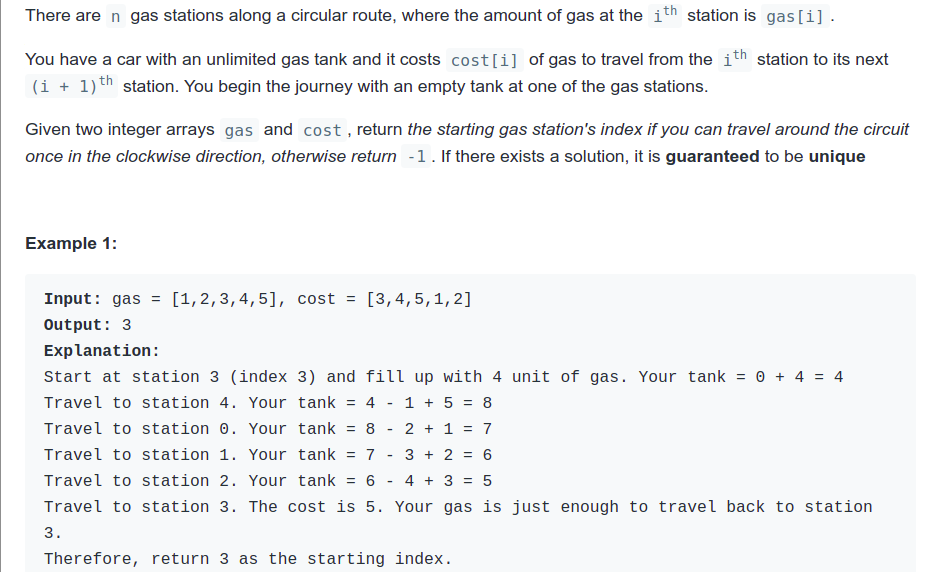 There are n gas stations along a circular route, where the amount of gas at the ith station is gas[i].
You have a car with an unlimited gas tank and it costs cost[i] of gas to travel from the ith station to its next
(i + 1)th station. You begin the journey with an empty tank at one of the gas stations.
Given two integer arrays gas and cost, return the starting gas station's index if you can travel around the circuit
once in the clockwise direction, otherwise return -1. If there exists a solution, it is guaranteed to be unique
Example 1:
Input: gas = [1,2,3,4,5], cost = [3,4,5,1,2]
Output: 3
Explanation:
Start at station 3 (index 3) and fill up with 4 unit of gas. Your tank = 0 + 4 = 4
Travel to station 4. Your tank = 4 - 1 + 5 = 8
Travel to station 0. Your tank = 8 - 2 + 1 = 7
Travel to station 1. Your tank = 7 - 3 + 2 = 6
Travel to station 2. Your tank = 6 - 4 + 3 = 5
Travel to station 3. The cost is 5. Your gas is just enough to travel back to station
3.
Therefore, return 3 as the starting index.